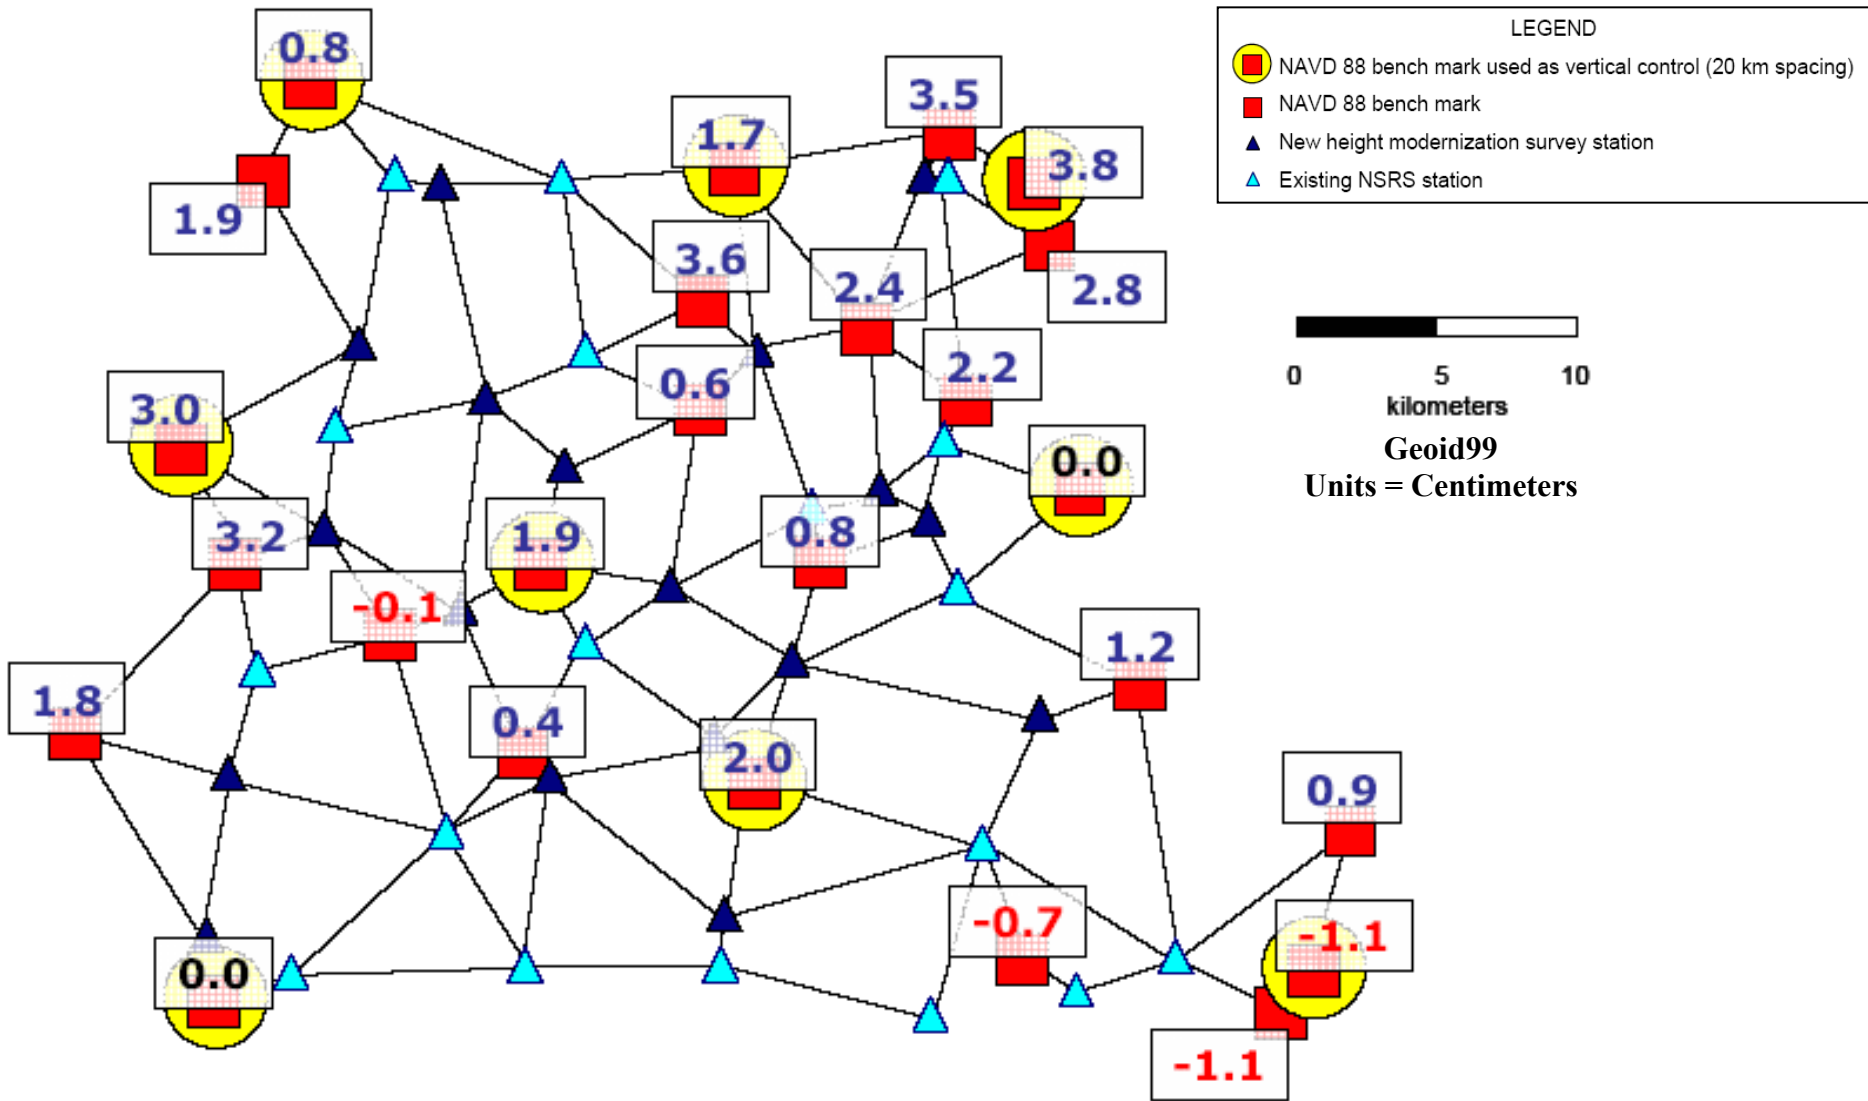 LEGEND
NAVD 88 bench mark used as vertical control (20 km spacing)
NAVD 88 bench mark
New height modernization survey station
Existing NSRS station
0.8
3.5
1.7
3.8
1.9
3.6
2.4
2.8
2.2
0.6
3.0
0 5 10
kilometers
Geoid99
Units = Centimeters
0.0
3.2
1.9
0.8
-0.1
1.2
1.8
0.4
2.0
0.9
-0.7
-1.1
0.0
-1.1